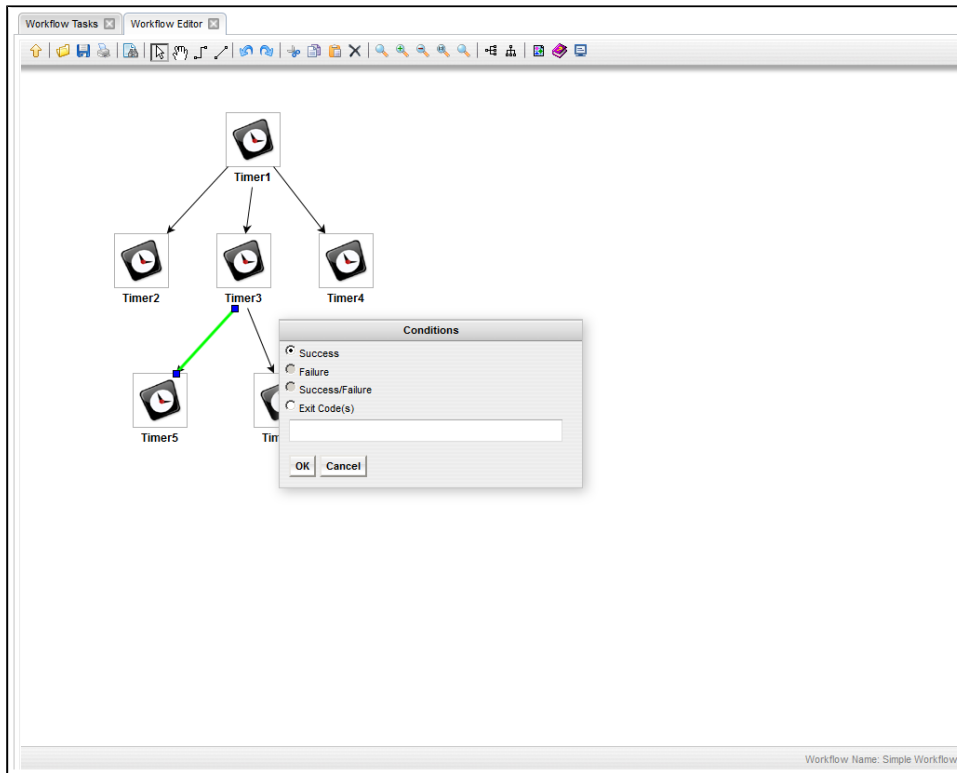 Workflow Tasks
Workflow Editor
Timer1
Timer2
Timer3
Timer4
Conditions
Success
Failure
Success/Failure
Exit Code(s)
Timer5
OK
Cancel
Workflow Name: Simple Workflow